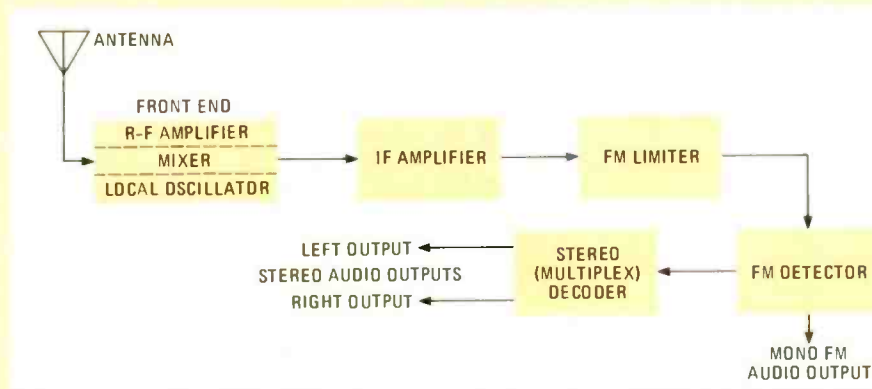 ANTENNA
FRONT END
R-F AMPLIFIER
MIXER
LOCAL OSCILLATOR
IF AMPLIFIER
FM LIMITER
LEFT OUTPUT
STEREO AUDIO OUTPUTS
RIGHT OUTPUT
STEREO
(MULTIPLEX)
DECODER
FM DETECTOR
MONO FM
AUDIO OUTPUT